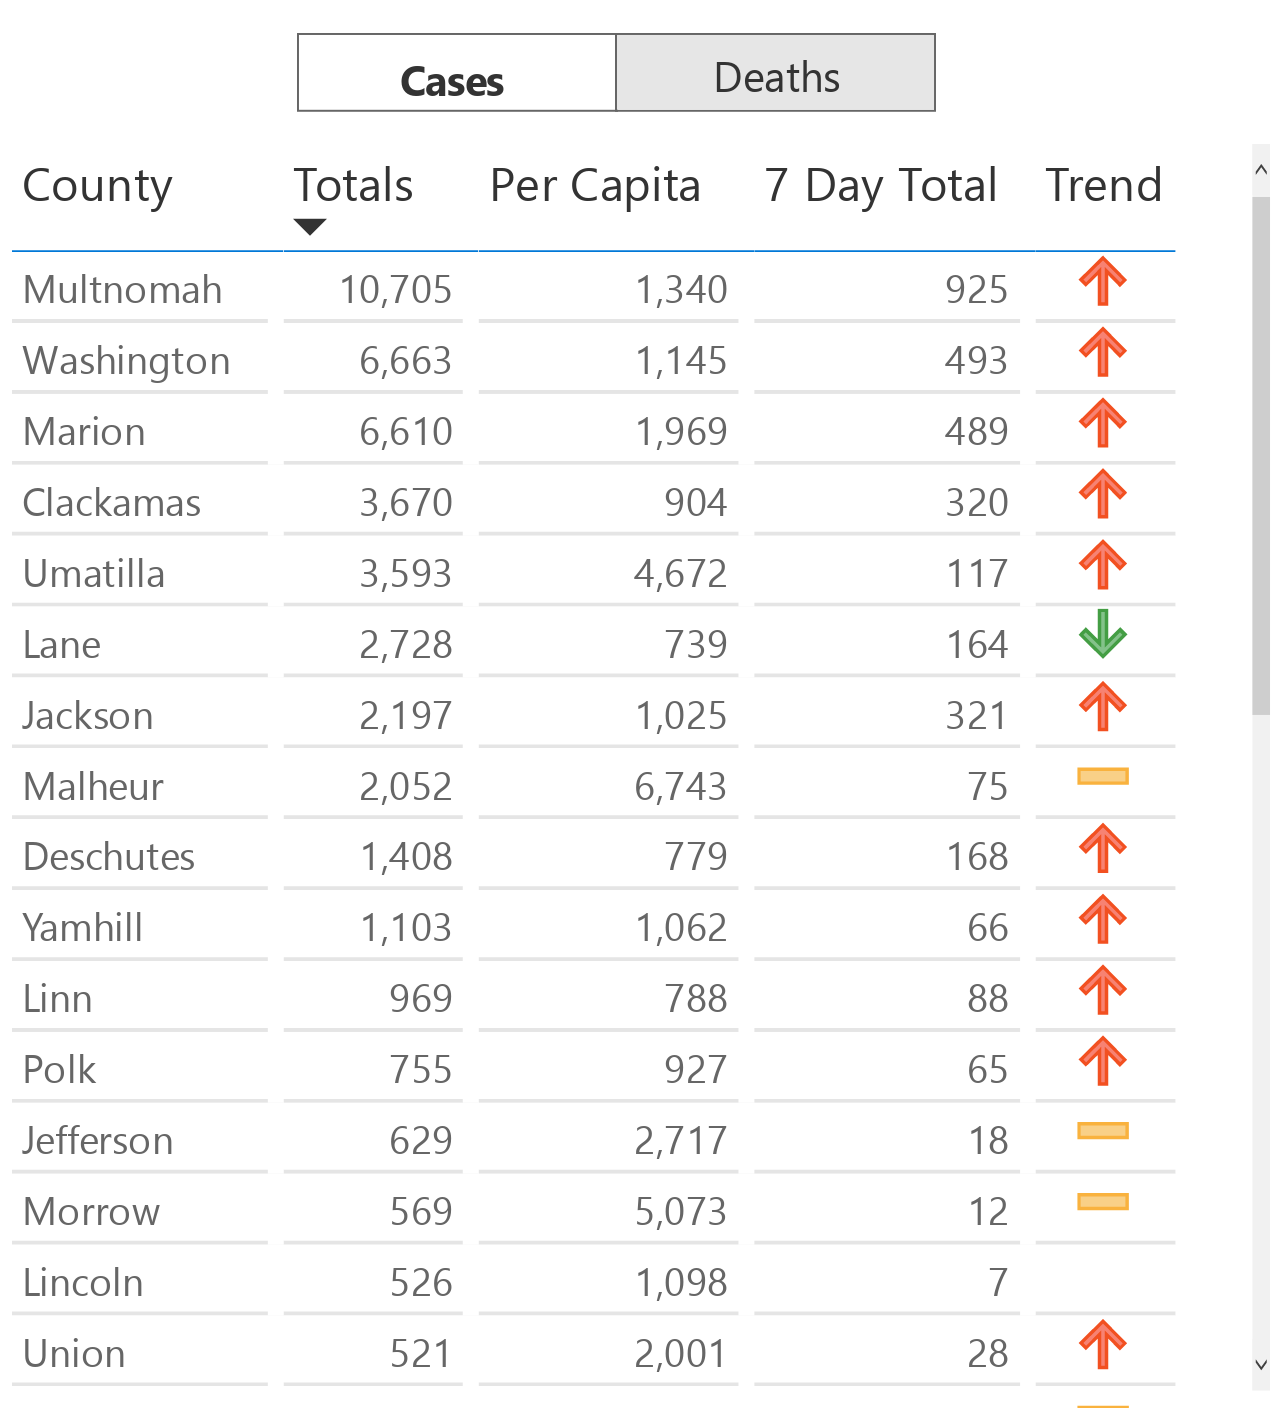 Cases Deaths
County Totals Per Capita 7 Day Total Trend
Multnomah 10,705 1,340 925
Washington 6,663 1,145 493
Marion 6,610 1,969 489
Clackamas 3,670 904 320
Umatilla 3,593 4,672 117
Lane 2,728 739 164
Jackson 2,197 1,025 321
Malheur 2,052 6,743 75
Deschutes 1,408 779 168
Yamhill 1,103 1,062 66
Linn 969 788 88
Polk 755 927 65
Jefferson 629 2,717 18
Morrow 569 5,073 12
Lincoln 526 1,098 7
Union 521 2,001 28